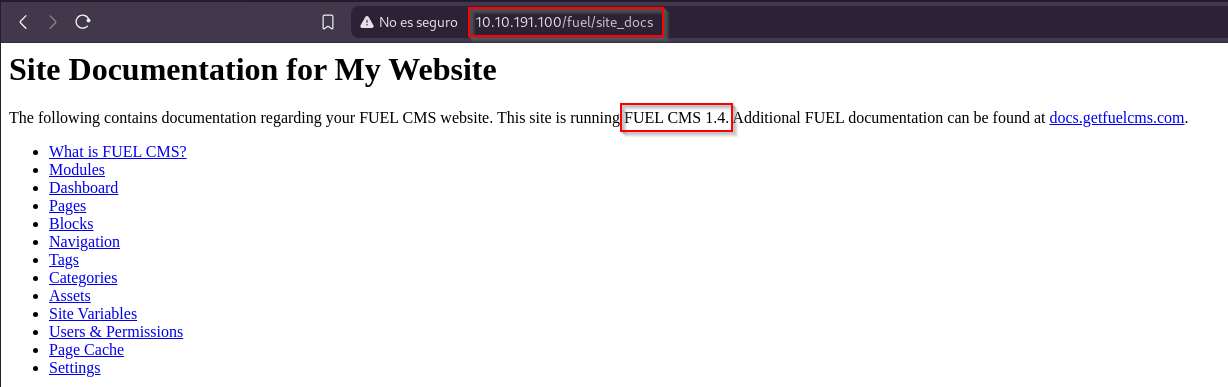 No es seguro 10.10.191.100/fuel/site_docs
Site Documentation for My Website
The following contains documentation regarding your FUEL CMS website. This site is running FUEL CMS 1.4. Additional FUEL documentation can be found at docs.getfuelcms.com.
What is FUEL CMS?
Modules
Dashboard
Pages
Blocks
Navigation
Tags
Categories
Assets
Site Variables
Users & Permissions
Page Cache
Settings